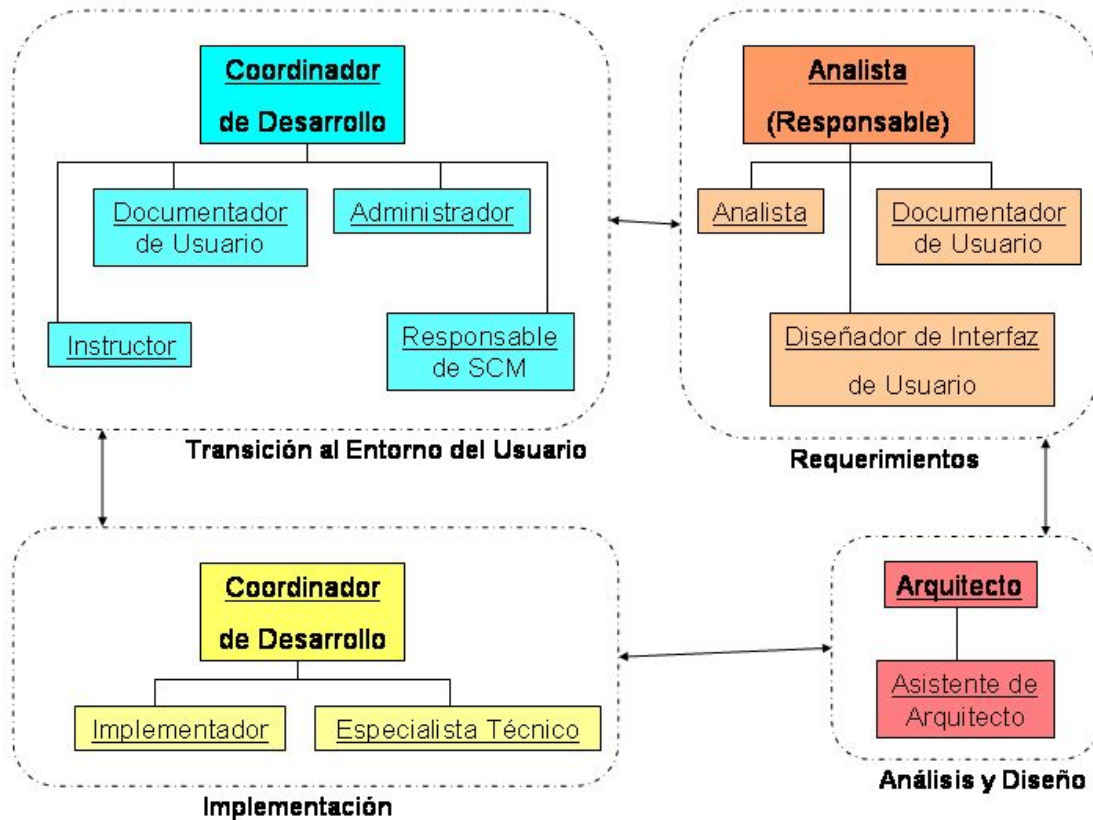 Coordinador
de Desarrollo
Documentador
de Usuario
Administrador
Instructor
Responsable
de SCM
Transición al Entorno del Usuario
Analista
(Responsable)
Analista
Documentador
de Usuario
Diseñador de Interfaz
de Usuario
Requerimientos
Coordinador
de Desarrollo
Implementador
Especialista Técnico
Implementación
Arquitecto
Asistente de
Arquitecto
Análisis y Diseño